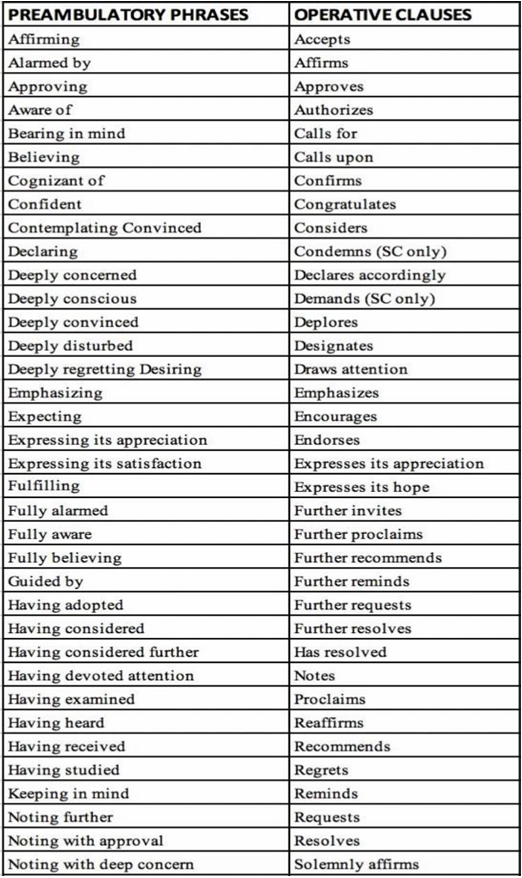 PREAMBULATORY PHRASES OPERATIVE CLAUSES
Affirming Accepts
Alarmed by Affirms
Approving Approves
Aware of Authorizes
Bearing in mind Calls for
Believing Calls upon
Cognizant of Confirms
Confident Congratulates
Contemplating Convinced Considers
Declaring Condemns (SC only)
Deeply concerned Declares accordingly
Deeply conscious Demands (SC only)
Deeply convinced Deplores
Deeply disturbed Designates
Deeply regretting Desiring Draws attention
Emphasizing Emphasizes
Expecting Encourages
Expressing its appreciation Endorses
Expressing its satisfaction Expresses its appreciation
Fulfilling Expresses its hope
Fully alarmed Further invites
Fully aware Further proclaims
Fully believing Further recommends
Guided by Further reminds
Having adopted Further requests
Having considered Further resolves
Having considered further Has resolved
Having devoted attention Notes
Having examined Proclaims
Having heard Reaffirms
Having received Recommends
Having studied Regrets
Keeping in mind Reminds
Noting further Requests
Noting with approval Resolves
Noting with deep concern Solemnly affirms